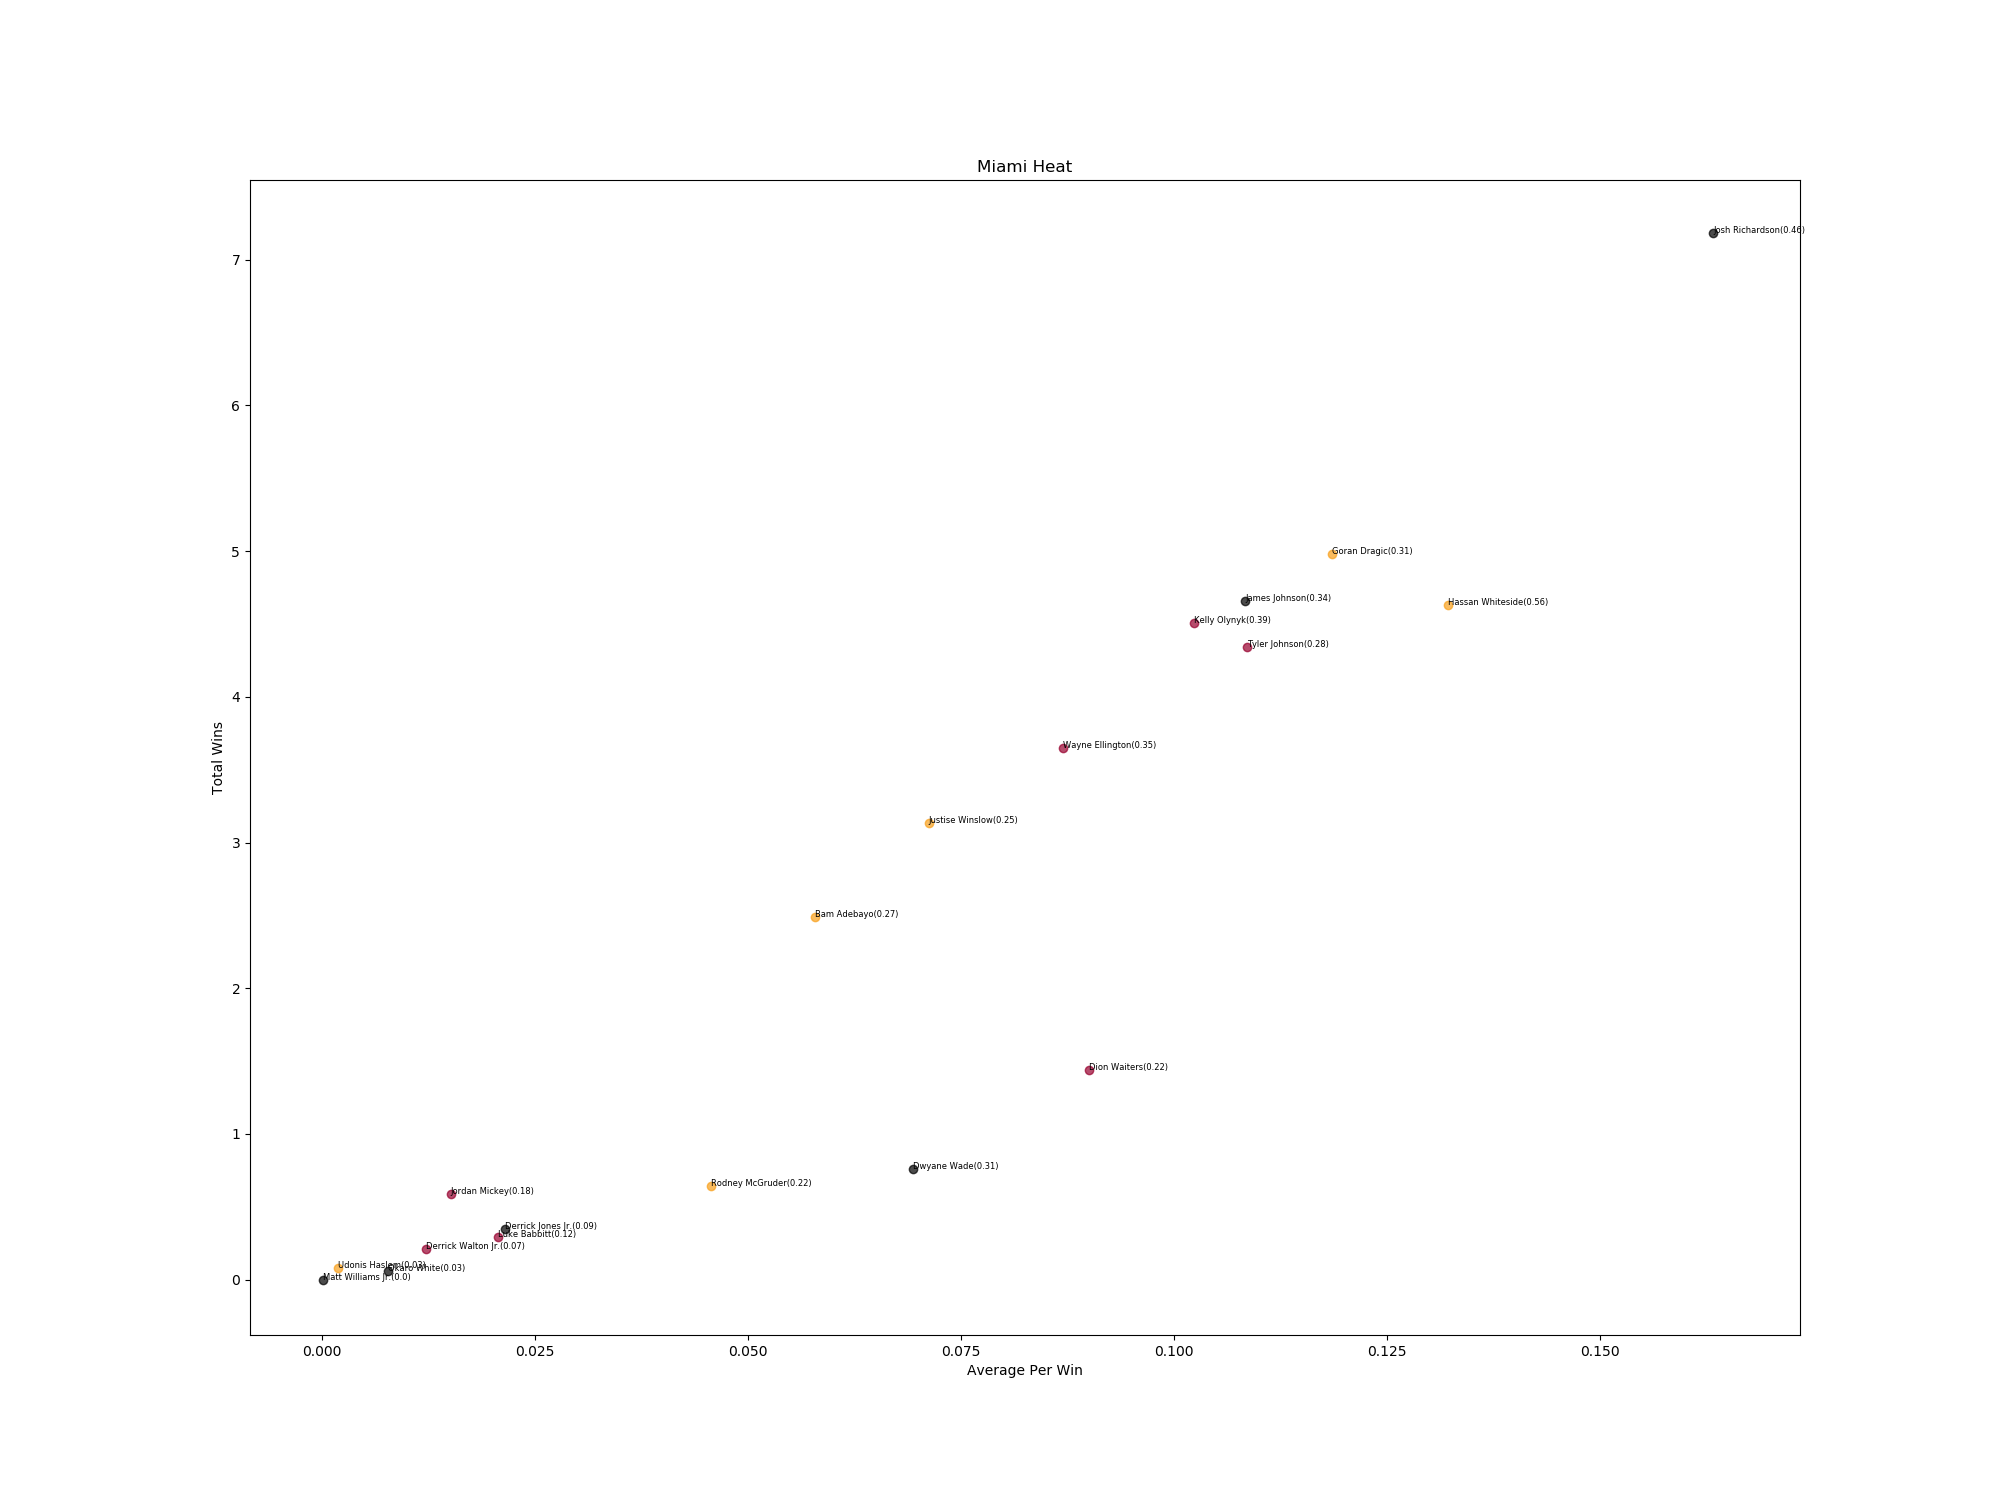 Miami Heat
Josh Richardson(0.46)
7
6
5
Goran Dragic(0.31)
James Johnson(0.34)
Hassan Whiteside(0.56)
Kelly Olynyk(0.39)
Tyler Johnson(0.28)
4
Wayne Ellington(0.35)
Total Wins
Justise Winslow(0.25)
3
Bam Adebayo(0.27)
2
Dion Waiters(0.22)
1
Dwyane Wade(0.31)
Rodney McGruder(0.22)
Jordan Mickey(0.18)
Derrick Jones Jr.(0.09)
Luke Babbitt(0.12)
Derrick Walton Jr.(0.07)
Udonis Haslem(0.03)
Okaro White(0.03)
Matt Williams Jr.(0.0)
0
0.000 0.025 0.050 0.075 0.100 0.125 0.150
Average Per Win